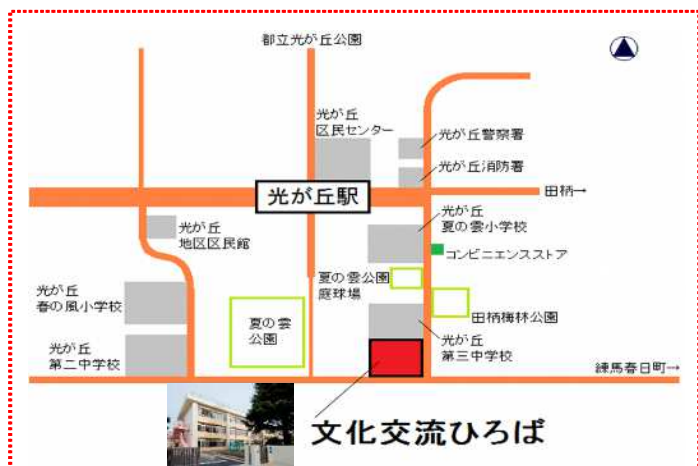 都立光が丘公園
光が丘
区民センター
光が丘警察署
光が丘消防署
光が丘駅
田柄→
光が丘
地区区民館
光が丘
夏の雲小学校
コンビニエンスストア
夏の雲公園
庭球場
光が丘
春の風小学校
夏の雲
公園
田柄梅林公園
光が丘
第二中学校
光が丘
第三中学校
練馬春日町→
文化交流ひろば